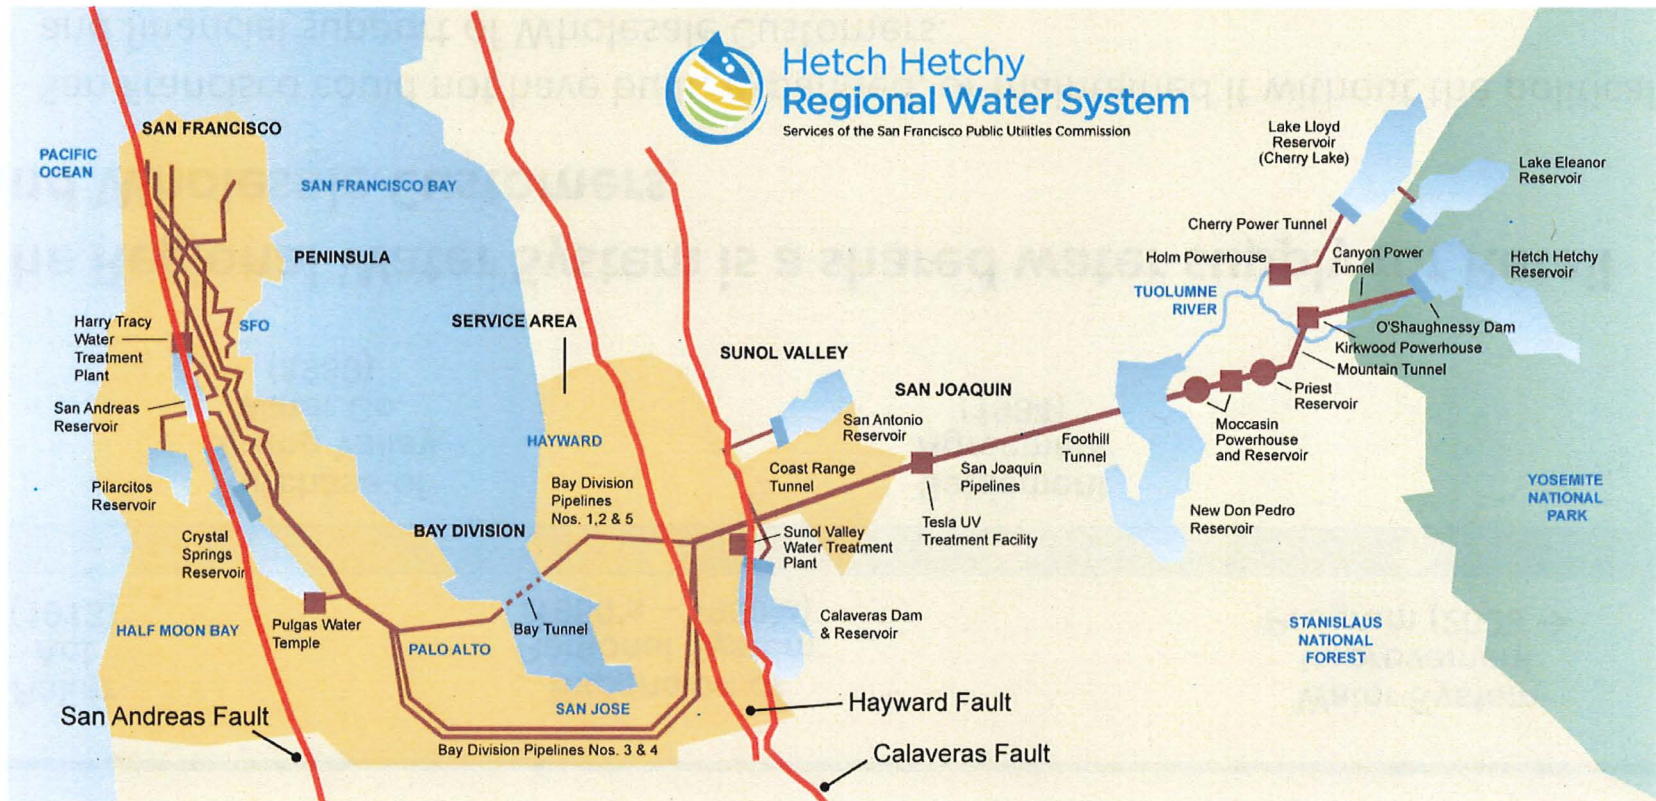 Hetch Hetchy
Regional Water System
Services of the San Francisco Public Utilities Commission
SAN FRANCISCO
PACIFIC
OCEAN
SAN FRANCISCO BAY
PENINSULA
SFO
SERVICE AREA
Harry Tracy
Water
Treatment
Plant
San Andreas
Reservoir
Pilarcitos
Reservoir
Crystal
Springs
Reservoir
HALF MOON BAY
Pulgas Water
Temple
PALO ALTO
BAY DIVISION
Bay Tunnel
HAYWARD
Bay Division
Pipelines
Nos. 1,2 & 5
SAN JOSE
Bay Division Pipelines Nos. 3 & 4
San Andreas Fault
Hayward Fault
Calaveras Fault
SUNOL VALLEY
San Antonio
Reservoir
Coast Range
Tunnel
Sunol Valley
Water Treatment
Plant
Calaveras Dam
& Reservoir
SAN JOAQUIN
Tesla UV
Treatment Facility
San Joaquin
Pipelines
Foothill
Tunnel
New Don Pedro
Reservoir
Moccasin
Powerhouse
and Reservoir
Priest
Reservoir
Mountain Tunnel
Kirkwood Powerhouse
O'Shaughnessy Dam
Hetch Hetchy
Reservoir
Canyon Power
Tunnel
TUOLUMNE
RIVER
Holm Powerhouse
Cherry Power Tunnel
Lake Lloyd
Reservoir
(Cherry Lake)
Lake Eleanor
Reservoir
YOSEMITE
NATIONAL
PARK
STANISLAUS
NATIONAL
FOREST